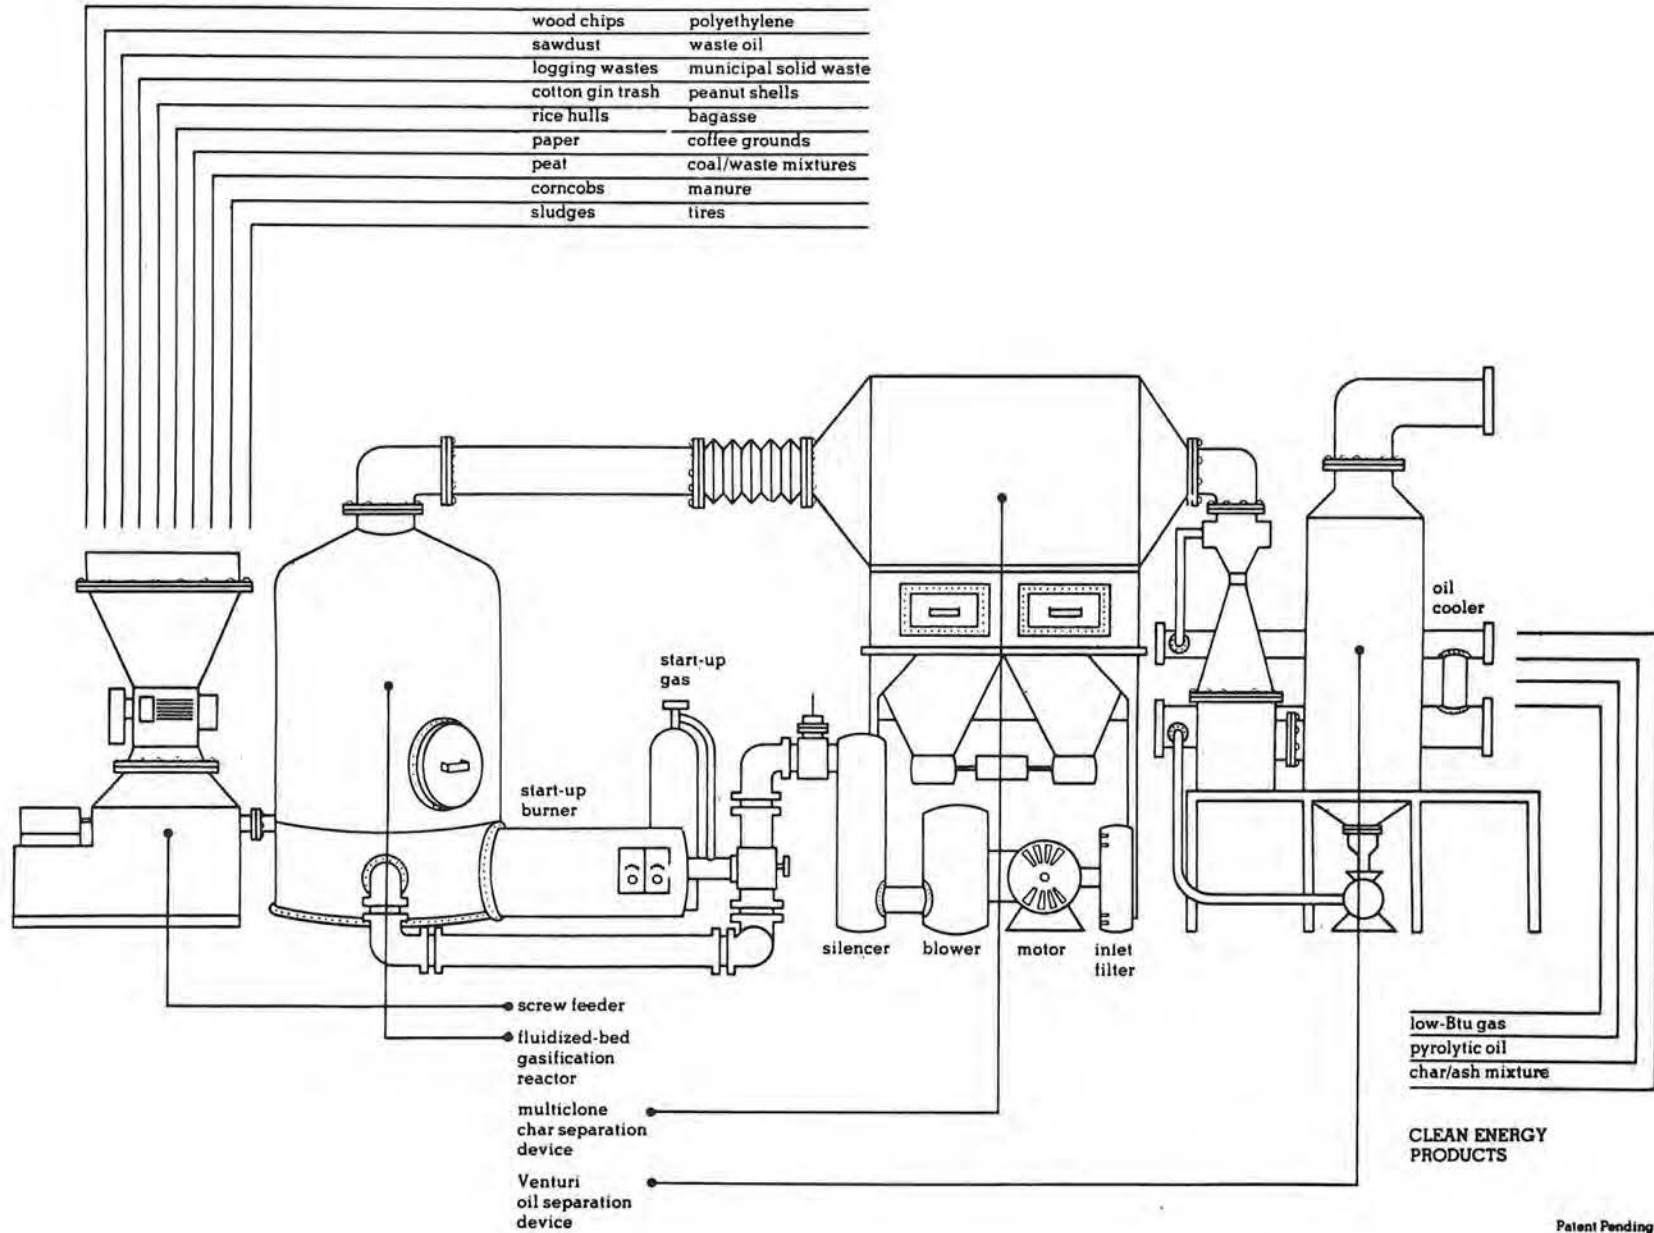 wood chips polyethylene
sawdust waste oil
logging wastes municipal solid waste
cotton gin trash peanut shells
rice hulls bagasse
paper coffee grounds
peat coal/waste mixtures
corncobs manure
sludges tires
oil
cooler
start-up
gas
start-up
burner
silencer
blower
motor
inlet
filter
screw feeder
fluidized-bed
gasification
reactor
multiclone
char separation
device
Venturi
oil separation
device
low-Btu gas
pyrolytic oil
char/ash mixture
CLEAN ENERGY
PRODUCTS
Patent Pending